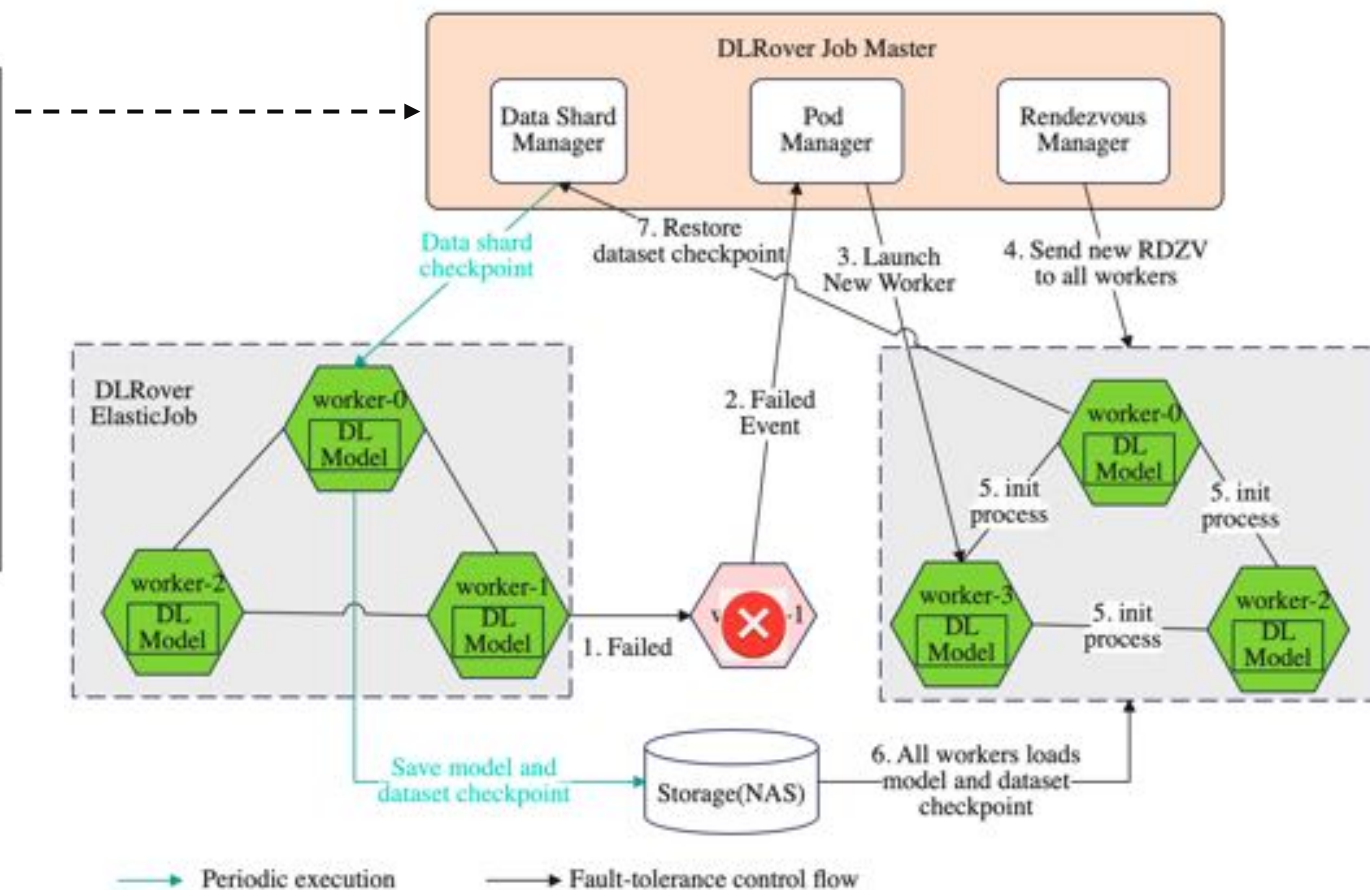 DLRover Job Master
Data Shard
Manager
Pod
Manager
Rendezvous
Manager
Data shard
checkpoint
7. Restore
dataset checkpoint
3. Launch
New Worker
4. Send new RDZV
to all workers
DLRover
ElasticJob
worker-0
DL
Model
worker-2
DL
Model
worker-1
DL
Model
1. Failed
2. Failed
Event
-1
worker-0
DL
Model
5. init
process
5. init
process
worker-3
DL
Model
5. init
process
worker-2
DL
Model
Save model and
dataset checkpoint
Storage(NAS)
6. All workers loads
model and dataset
checkpoint
Periodic execution
Fault-tolerance control flow